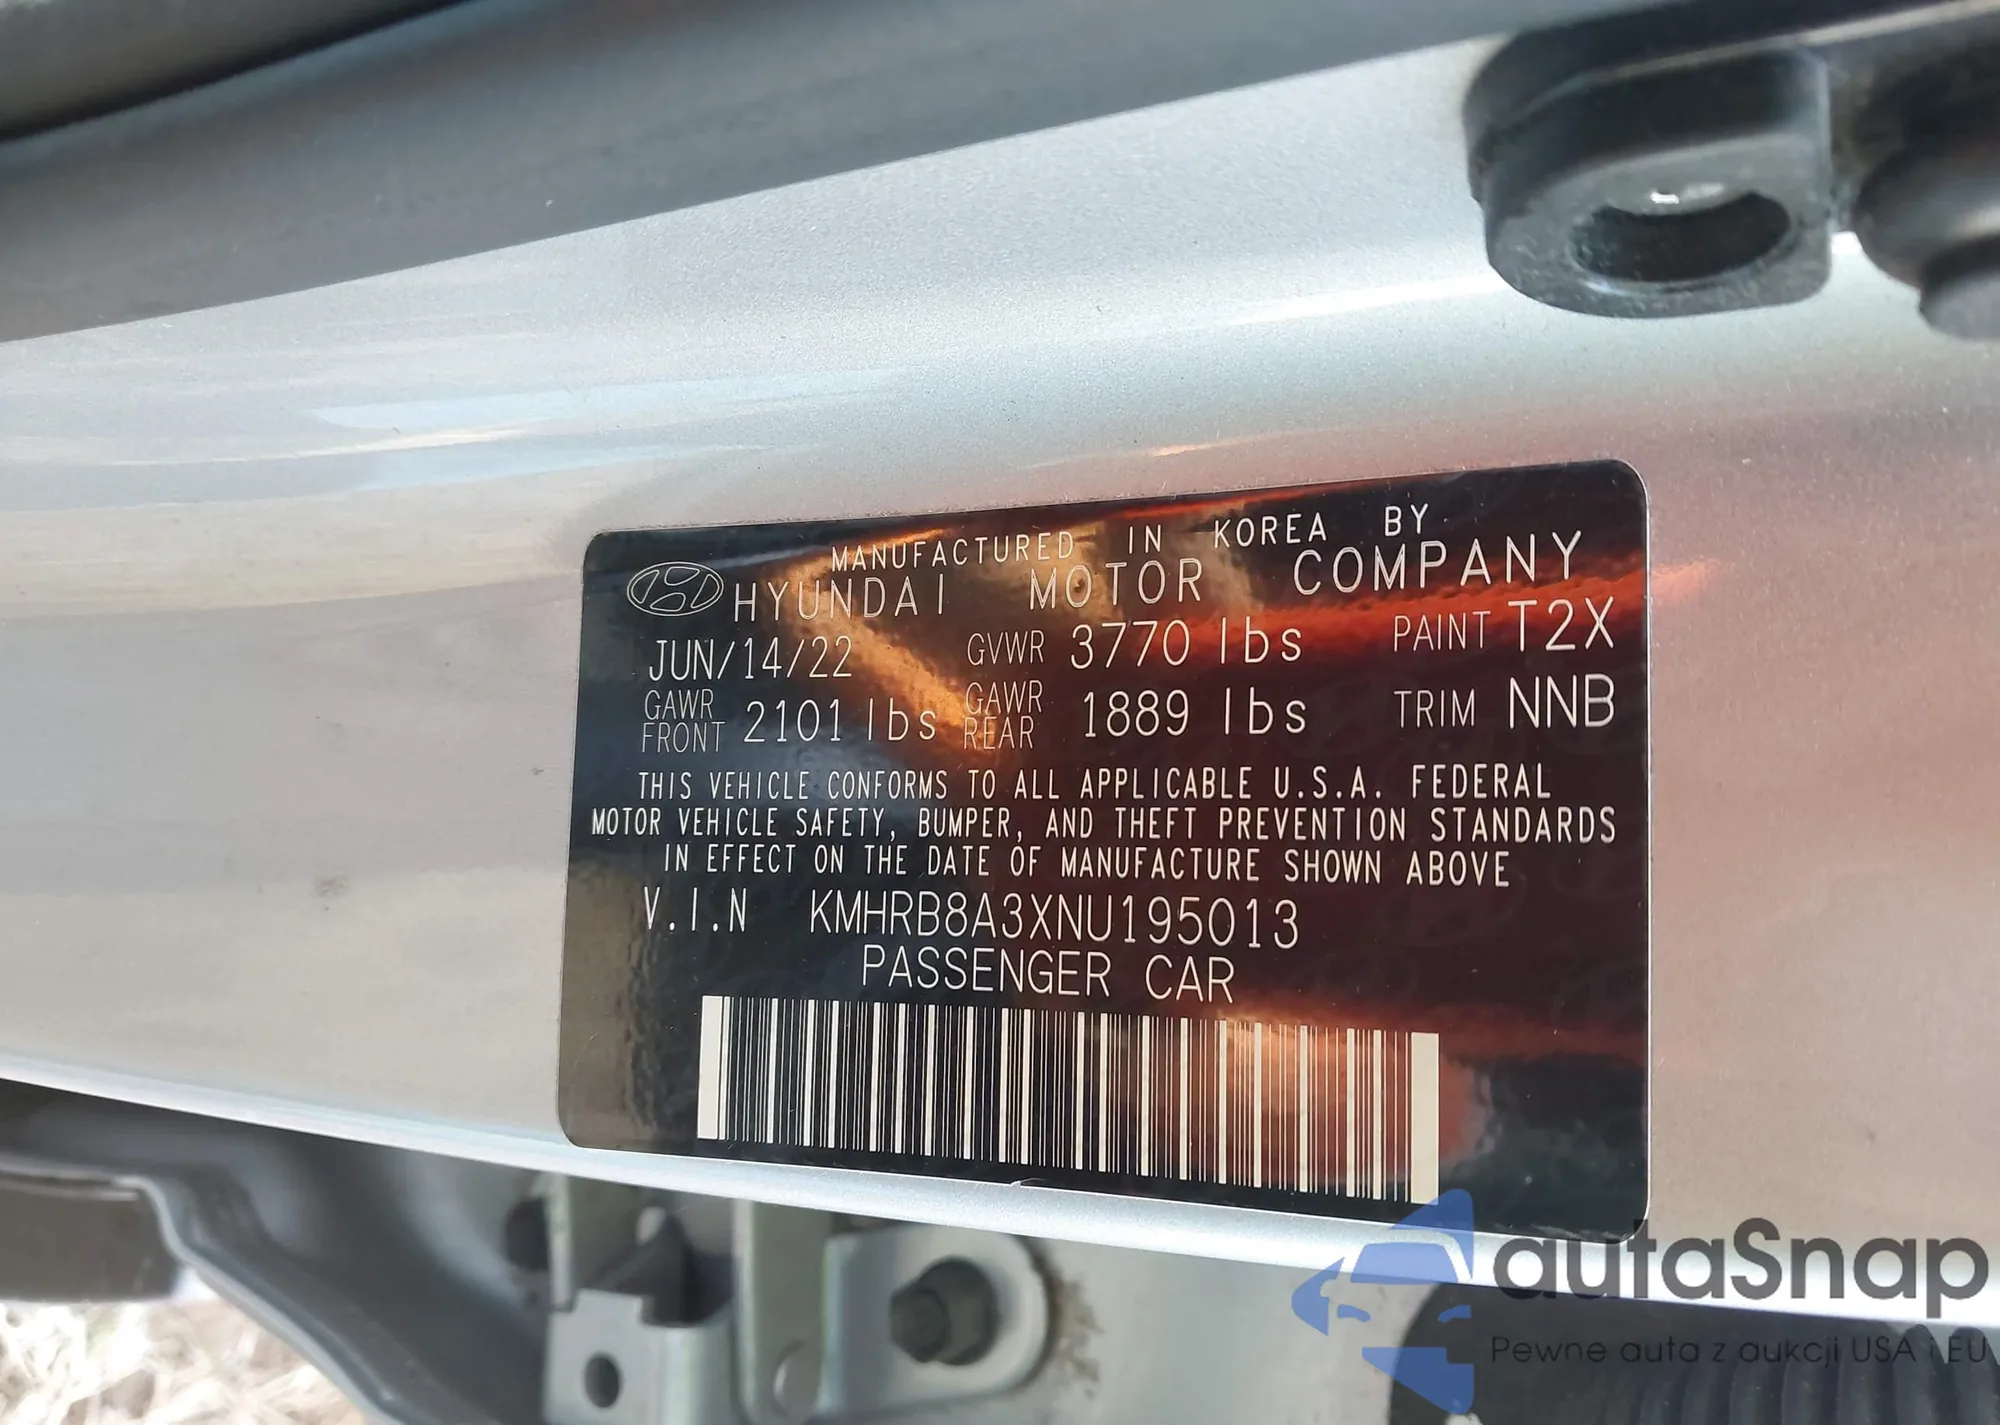 MANUFACTURED IN KOREA BY
HYUNDAI MOTOR COMPANY
JUN/14/22 GVWR 3770 lbs PAINT T2X
GAWR FRONT 2101 lbs GAWR REAR 1889 lbs TRIM NNB
THIS VEHICLE CONFORMS TO ALL APPLICABLE U.S.A. FEDERAL
MOTOR VEHICLE SAFETY, BUMPER, AND THEFT PREVENTION STANDARDS
IN EFFECT ON THE DATE OF MANUFACTURE SHOWN ABOVE
V.I.N KMHRB8A3XNU195013
PASSENGER CAR
autaSnap
Pewne auta z aukcji USA i EU